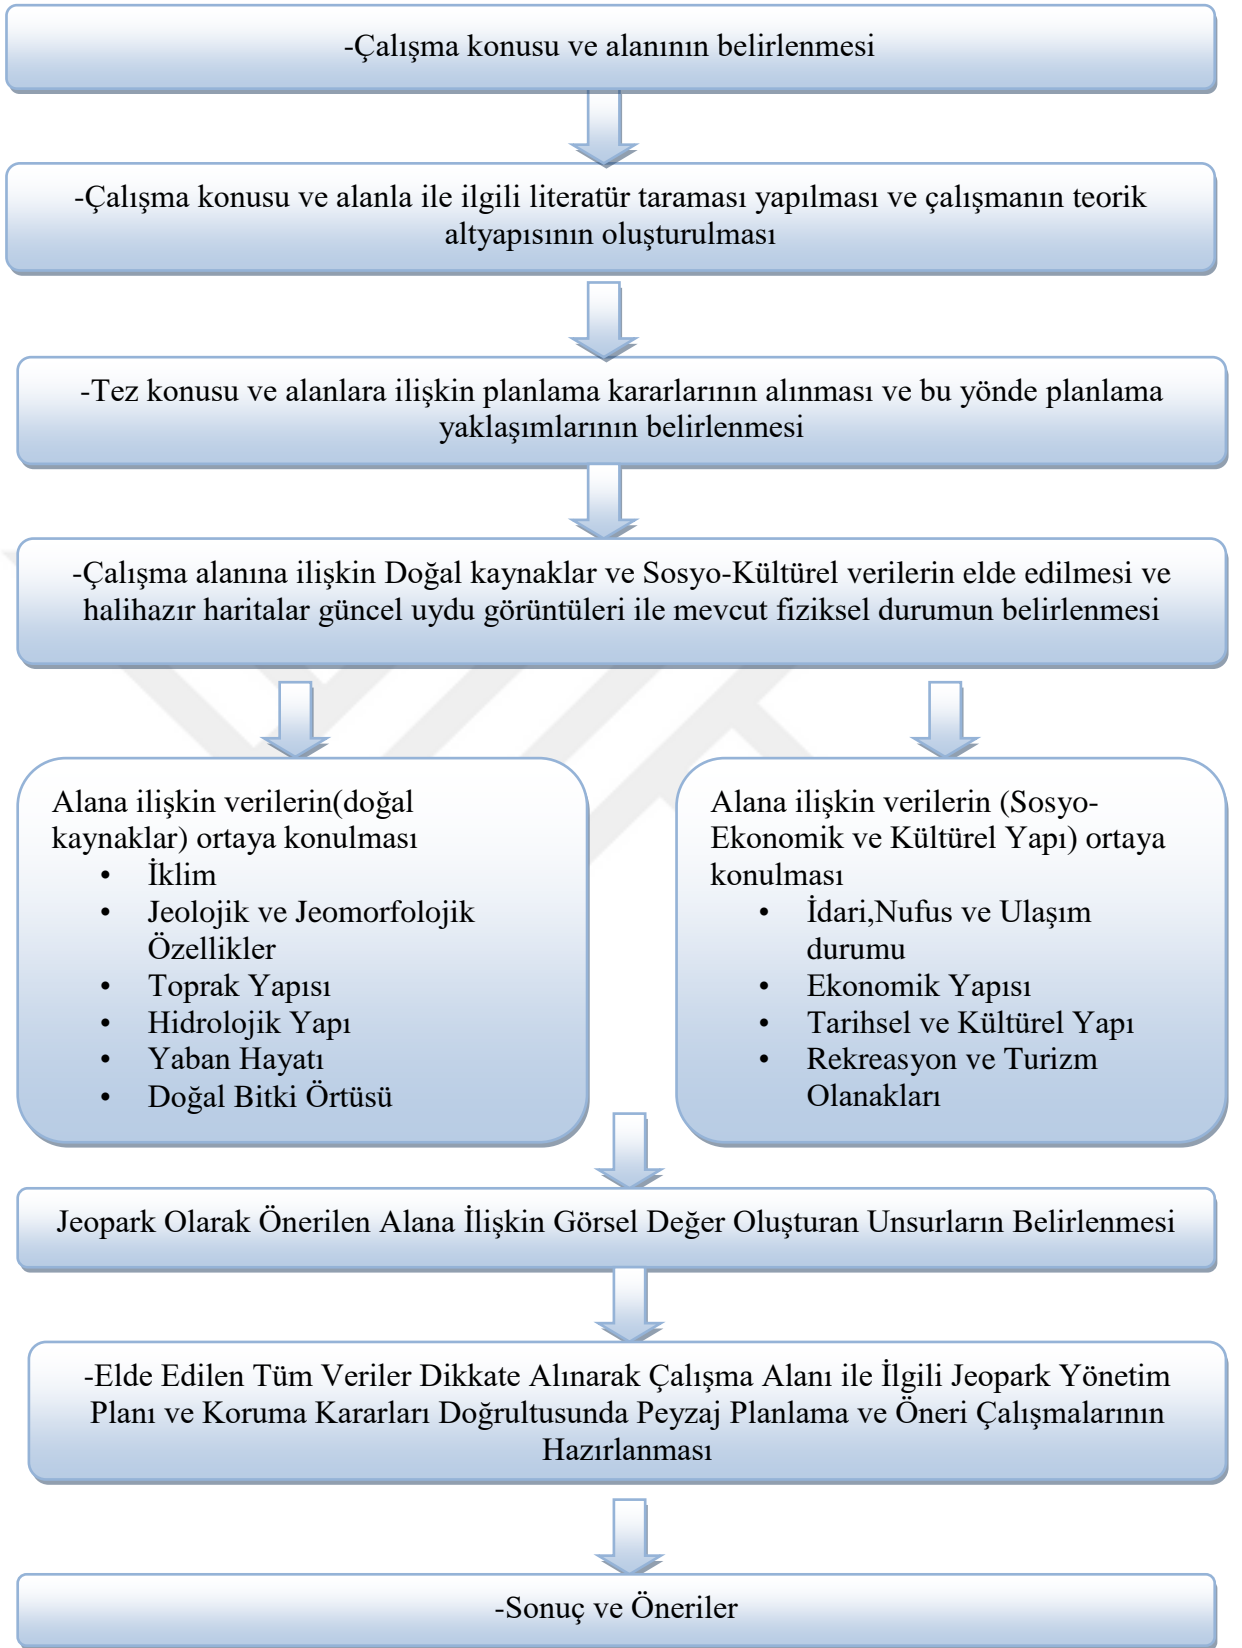 -Çalışma konusu ve alanının belirlenmesi
-Çalışma konusu ve alanla ile ilgili literatür taraması yapılması ve çalışmanın teorik
altyapısının oluşturulması
-Tez konusu ve alanlara ilişkin planlama kararlarının alınması ve bu yönde planlama
yaklaşımlarının belirlenmesi
-Çalışma alanına ilişkin Doğal kaynaklar ve Sosyo-Kültürel verilerin elde edilmesi ve
halihazır haritalar güncel uydu görüntüleri ile mevcut fiziksel durumun belirlenmesi
Alana ilişkin verilerin(doğal
kaynaklar) ortaya konulması
• İklim
• Jeolojik ve Jeomorfolojik
Özellikler
• Toprak Yapısı
• Hidrolojik Yapı
• Yaban Hayatı
• Doğal Bitki Örtüsü
Alana ilişkin verilerin (Sosyo-
Ekonomik ve Kültürel Yapı) ortaya
konulması
• İdari,Nufus ve Ulaşım
durumu
• Ekonomik Yapısı
• Tarihsel ve Kültürel Yapı
• Rekreasyon ve Turizm
Olanakları
Jeopark Olarak Önerilen Alana İlişkin Görsel Değer Oluşturan Unsurların Belirlenmesi
-Elde Edilen Tüm Veriler Dikkate Alınarak Çalışma Alanı ile İlgili Jeopark Yönetim
Planı ve Koruma Kararları Doğrultusunda Peyzaj Planlama ve Öneri Çalışmalarının
Hazırlanması
-Sonuç ve Öneriler